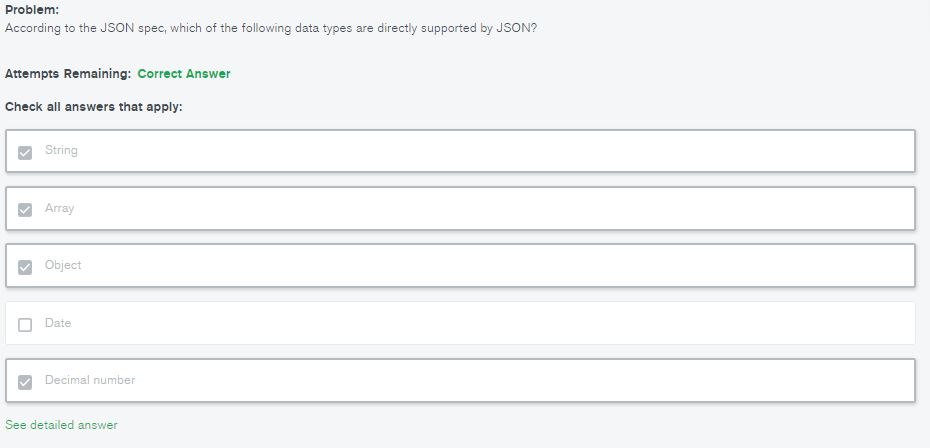 Problem:
According to the JSON spec, which of the following data types are directly supported by JSON?
Attempts Remaining: Correct Answer
Check all answers that apply:
String
Array
Object
Date
Decimal number
See detailed answer